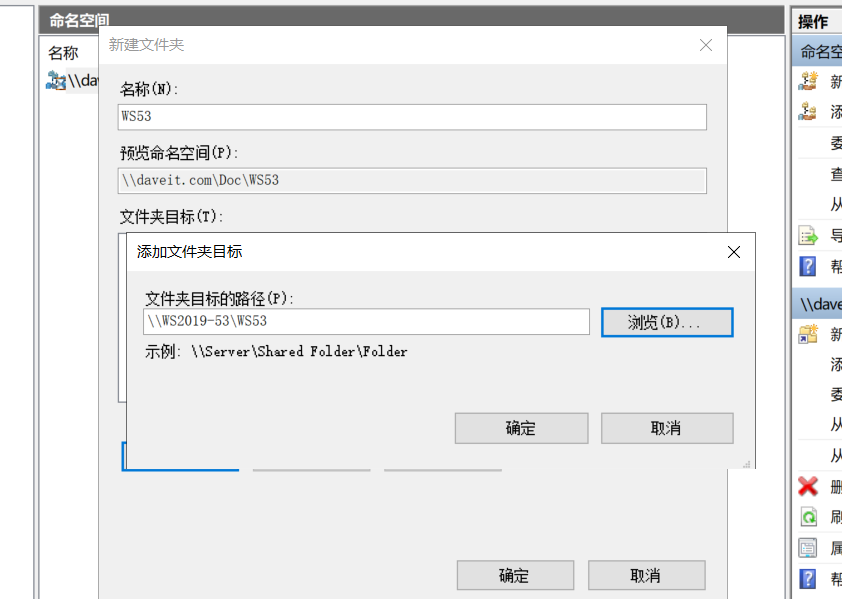 命名空间
操作
新建文件夹
名称
命名空
\\da
名称(N):
WS53
新
添
预览命名空间(P):
委
\\daveit.com\Doc\WS53
查
从
文件夹目标(T):
导
添加文件夹目标
帮
文件夹目标的路径(P):
\\dave
\\WS2019-53\WS53
浏览(B)...
新
示例: \\Server\Shared Folder\Folder
添
委
确定
取消
从
从
删
刷
属
确定
取消
帮